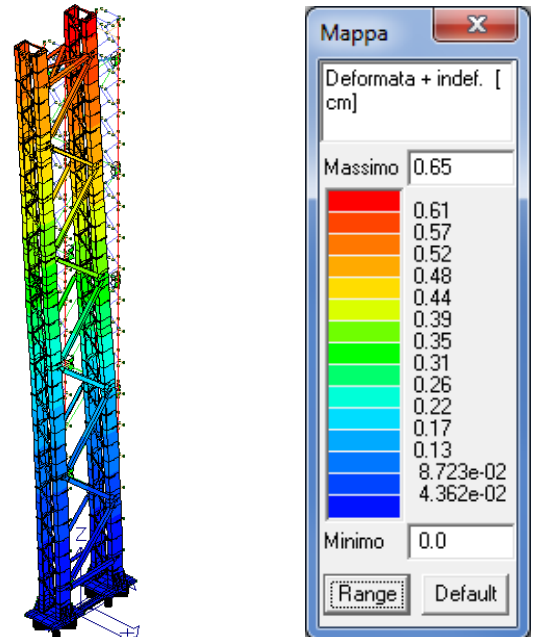 Mappa
Deformata + indef. [
cm]
Massimo 0.65
0.61
0.57
0.52
0.48
0.44
0.39
0.35
0.31
0.26
0.22
0.17
0.13
8.723e-02
4.362e-02
Minimo 0.0
Range Default
Z